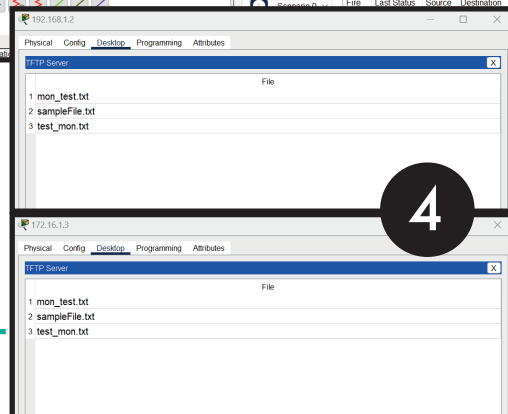 Scenario 0 Fire Last Status Source Destination
192.168.1.2
Physical Config Desktop Programming Attributes
TFTP Server X
File
1 mon_test.txt
2 sampleFile.txt
3 test_mon.txt
4
172.16.1.3
Physical Config Desktop Programming Attributes
TFTP Server X
File
1 mon_test.txt
2 sampleFile.txt
3 test_mon.txt